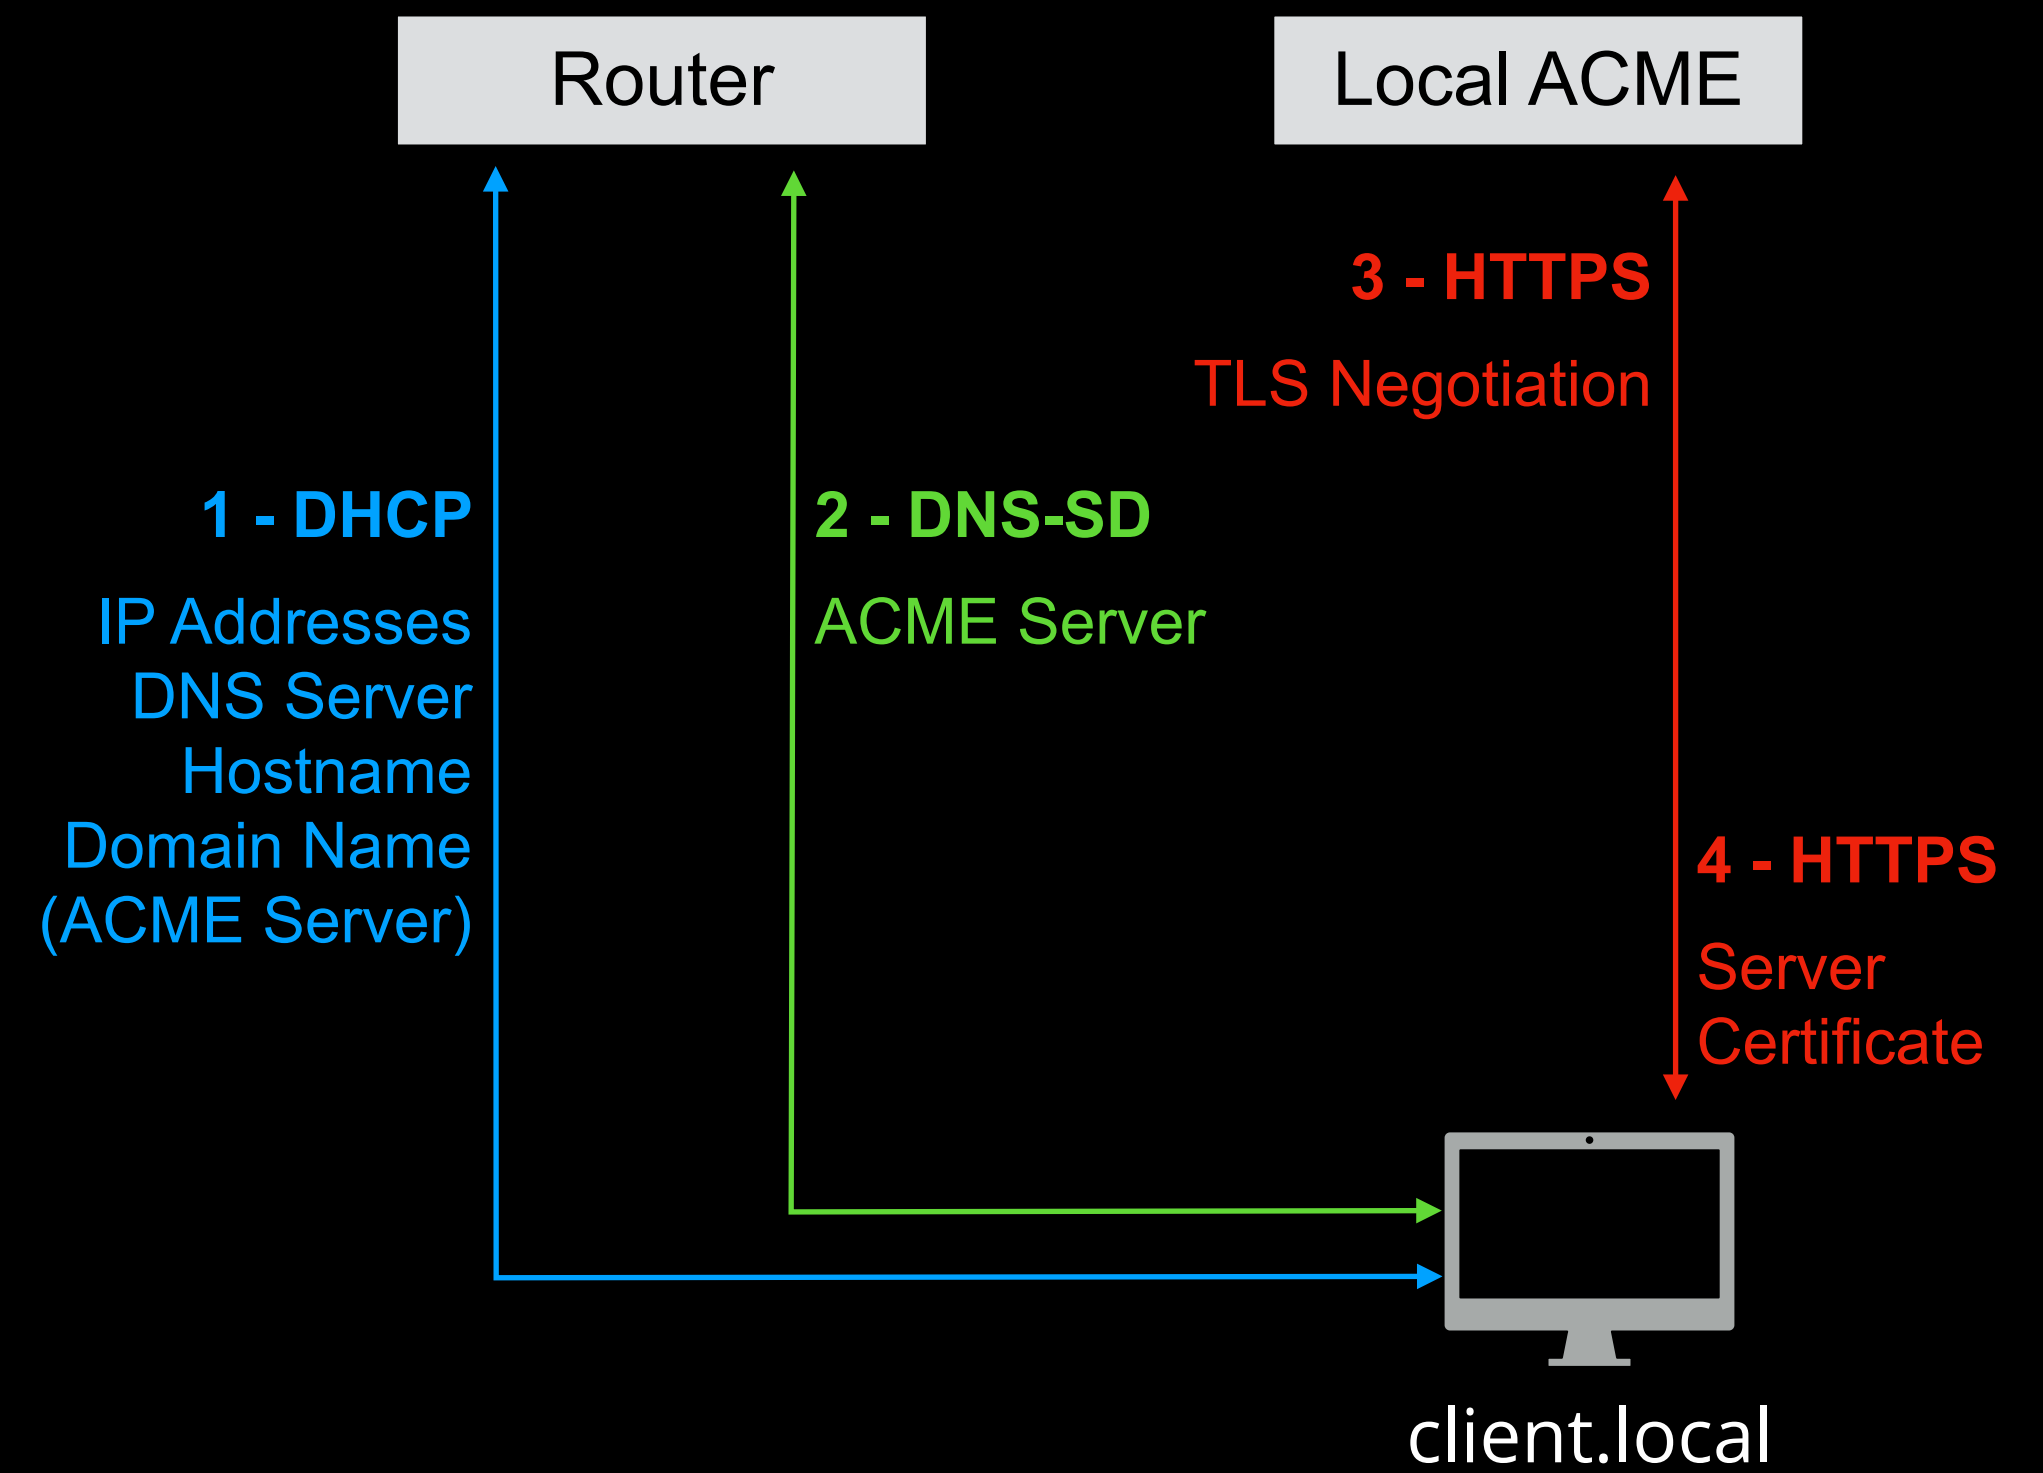 Router
Local ACME
1 - DHCP
IP Addresses
DNS Server
Hostname
Domain Name
(ACME Server)
2 - DNS-SD
ACME Server
3 - HTTPS
TLS Negotiation
4 - HTTPS
Server
Certificate
client.local